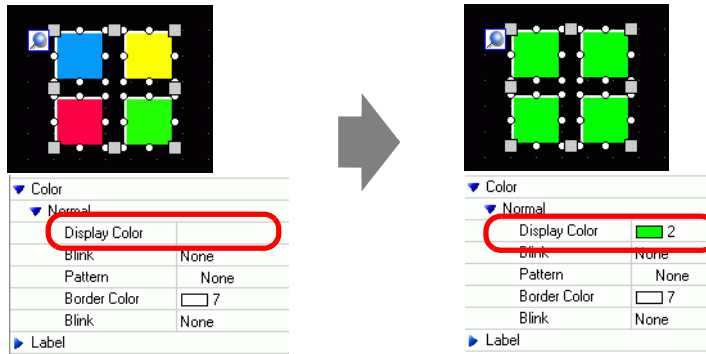 Color
Normal
Display Color
Blink None
Pattern None
Border Color 7
Blink None
Label
Color
Normal
Display Color 2
Blink None
Pattern None
Border Color 7
Blink None
Label